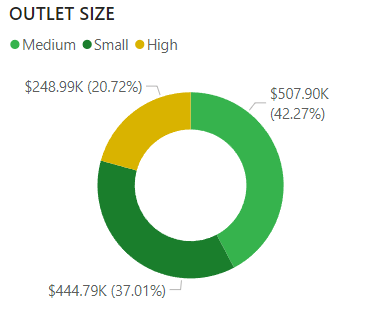 OUTLET SIZE
Medium Small High
$248.99K (20.72%)
$507.90K
(42.27%)
$444.79K (37.01%)